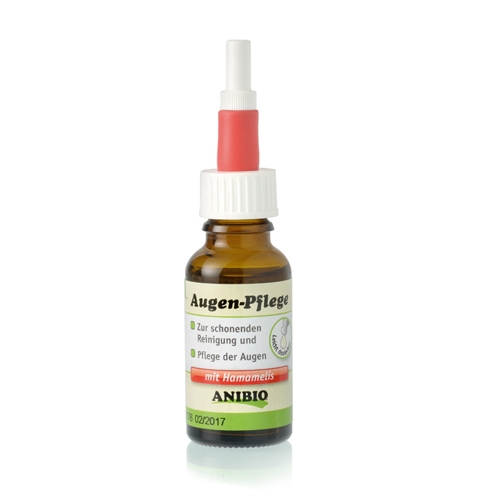 Augen-Pflege
Zur schonenden
Reinigung und
Pflege der Augen
mit Hamamelis
ANIBIO
02/2017